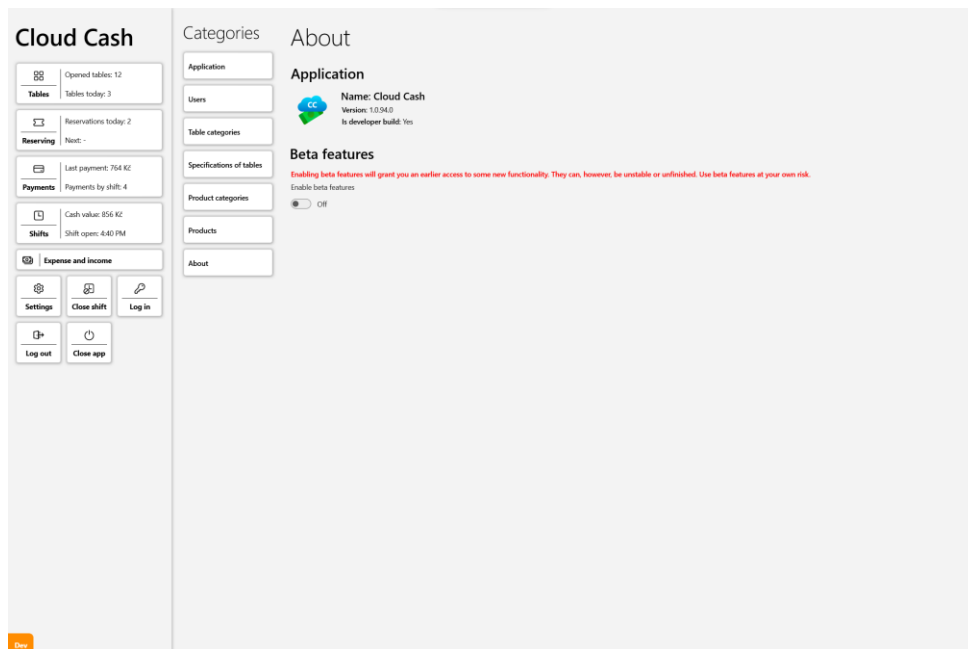 Cloud Cash
Opened tables: 12
Tables
Tables today: 3
Reservations today: 2
Reserving
Next: -
Last payment: 764 Kč
Payments
Payments by shift: 4
Cash value: 856 Kč
Shifts
Shift open: 4:40 PM
Expense and income
Settings
Close shift
Log in
Log out
Close app
Dev
Categories
Application
Users
Table categories
Specifications of tables
Product categories
Products
About
About
Application
CC
Name: Cloud Cash
Version: 1.0.94.0
Is developer build: Yes
Beta features
Enabling beta features will grant you an earlier access to some new functionality. They can, however, be unstable or unfinished. Use beta features at your own risk.
Enable beta features
Off